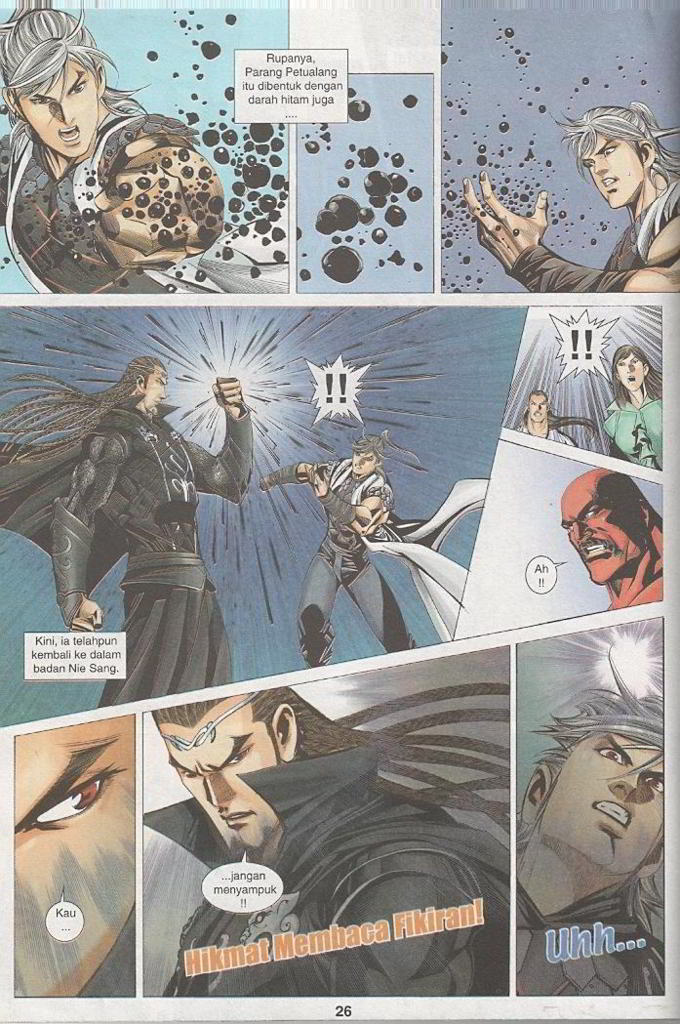 Rupanya,
Parang Petualang
itu dibentuk dengan
darah hitam juga
....
!!
!!
Ah
!!
Kini, ia telahpun
kembali ke dalam
badan Nie Sang.
Kau
...
...jangan
menyampuk
!!
Hikmat Membaca Fikiran!
Uhh...
26